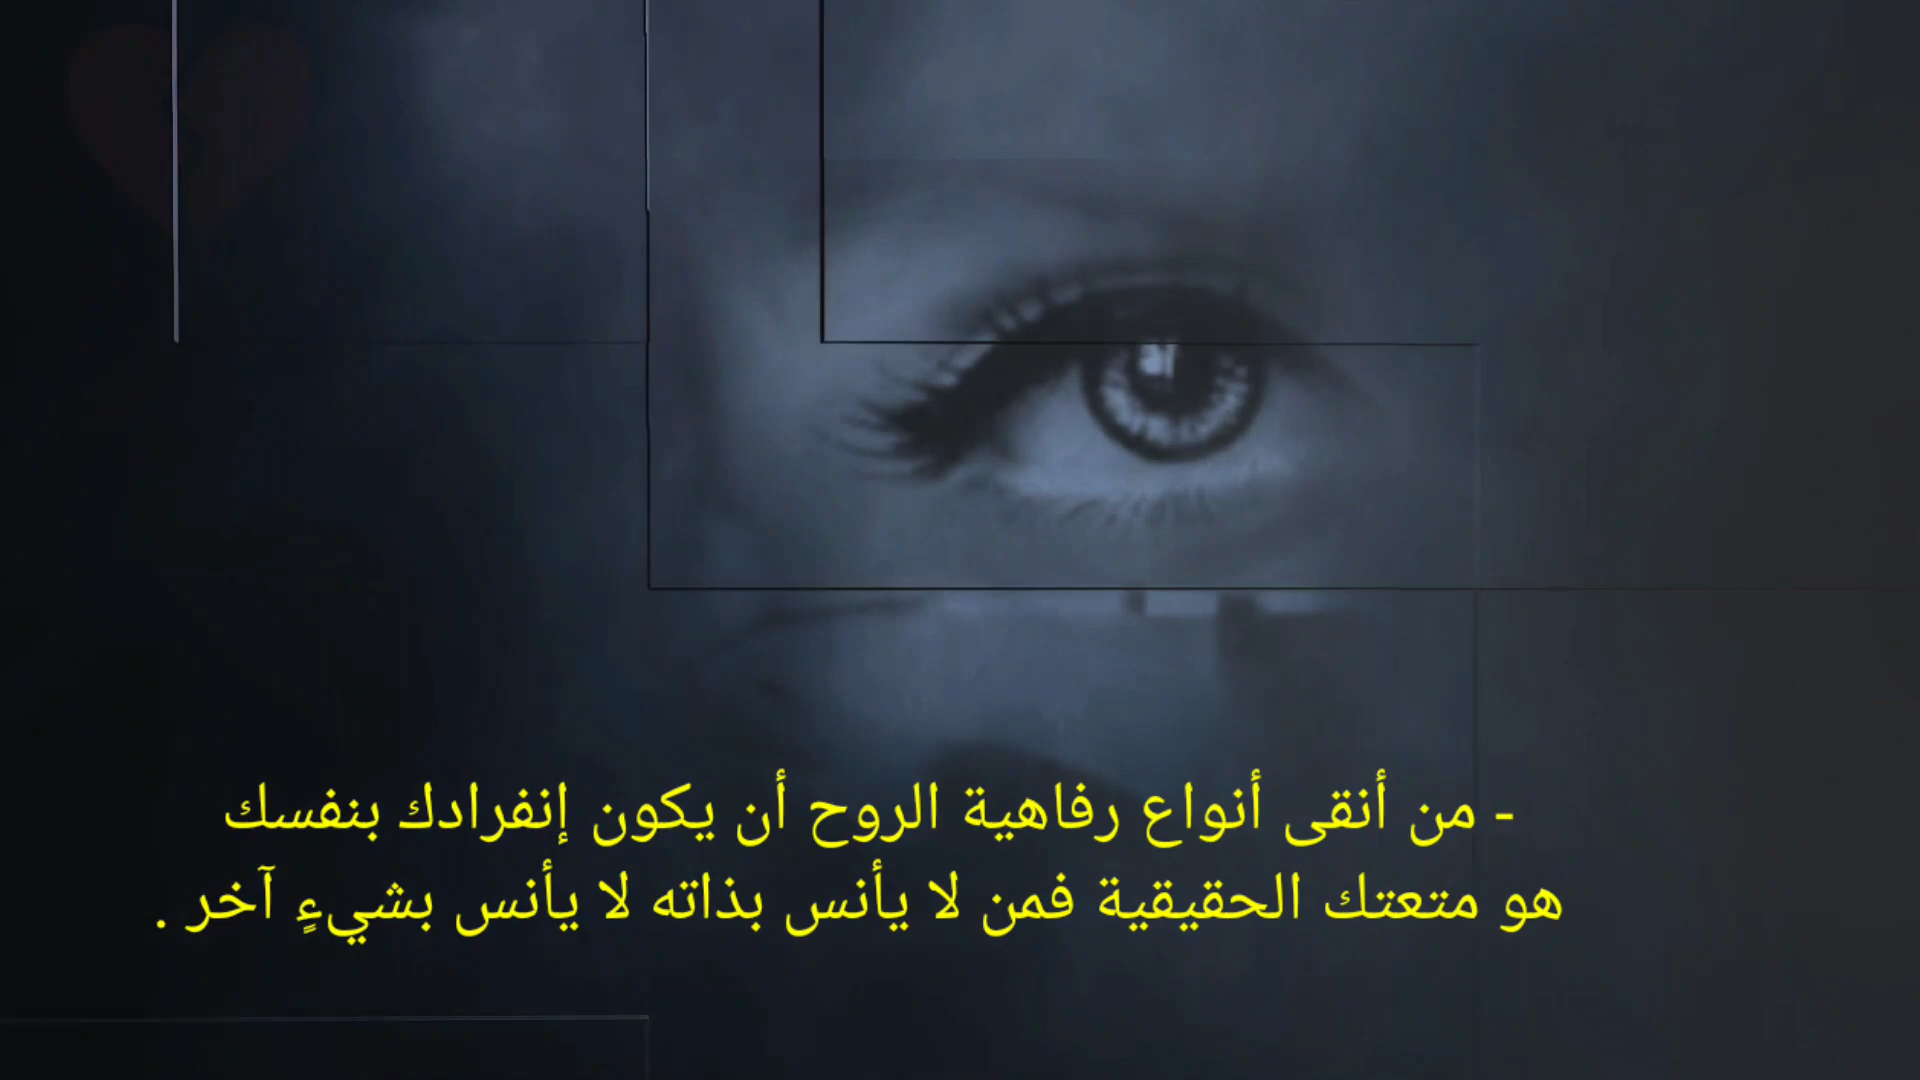 - من أنقى أنواع رفاهية الروح أن يكون إنفرادك بنفسك
هو متعتك الحقيقية فمن لا يأنس بذاته لا يأنس بشيءٍ آخر .